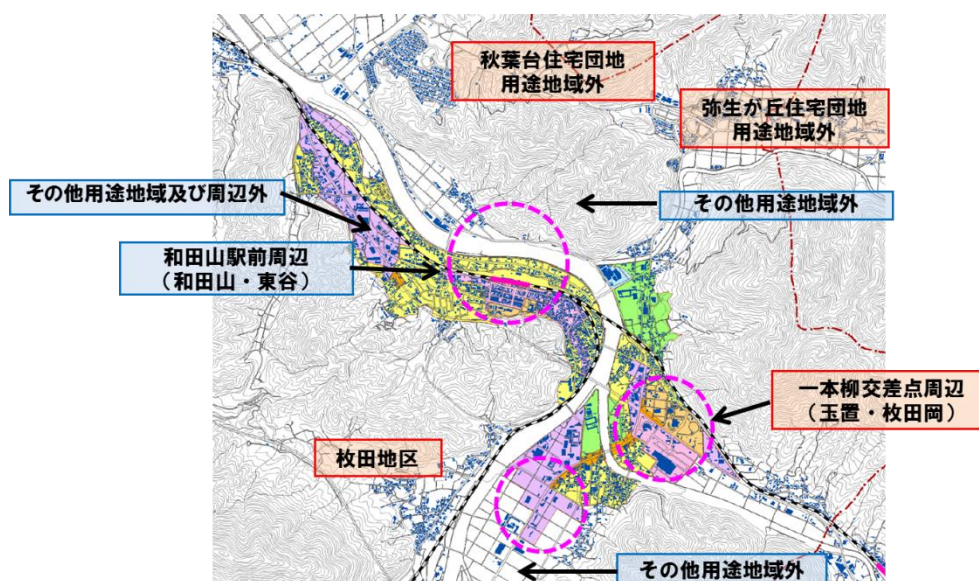 秋葉台住宅団地
用途地域外
弥生が丘住宅団地
用途地域外
その他用途地域及び周辺外
その他用途地域外
和田山駅前周辺
（和田山・東谷）
一本柳交差点周辺
（玉置・枚田岡）
枚田地区
その他用途地域外